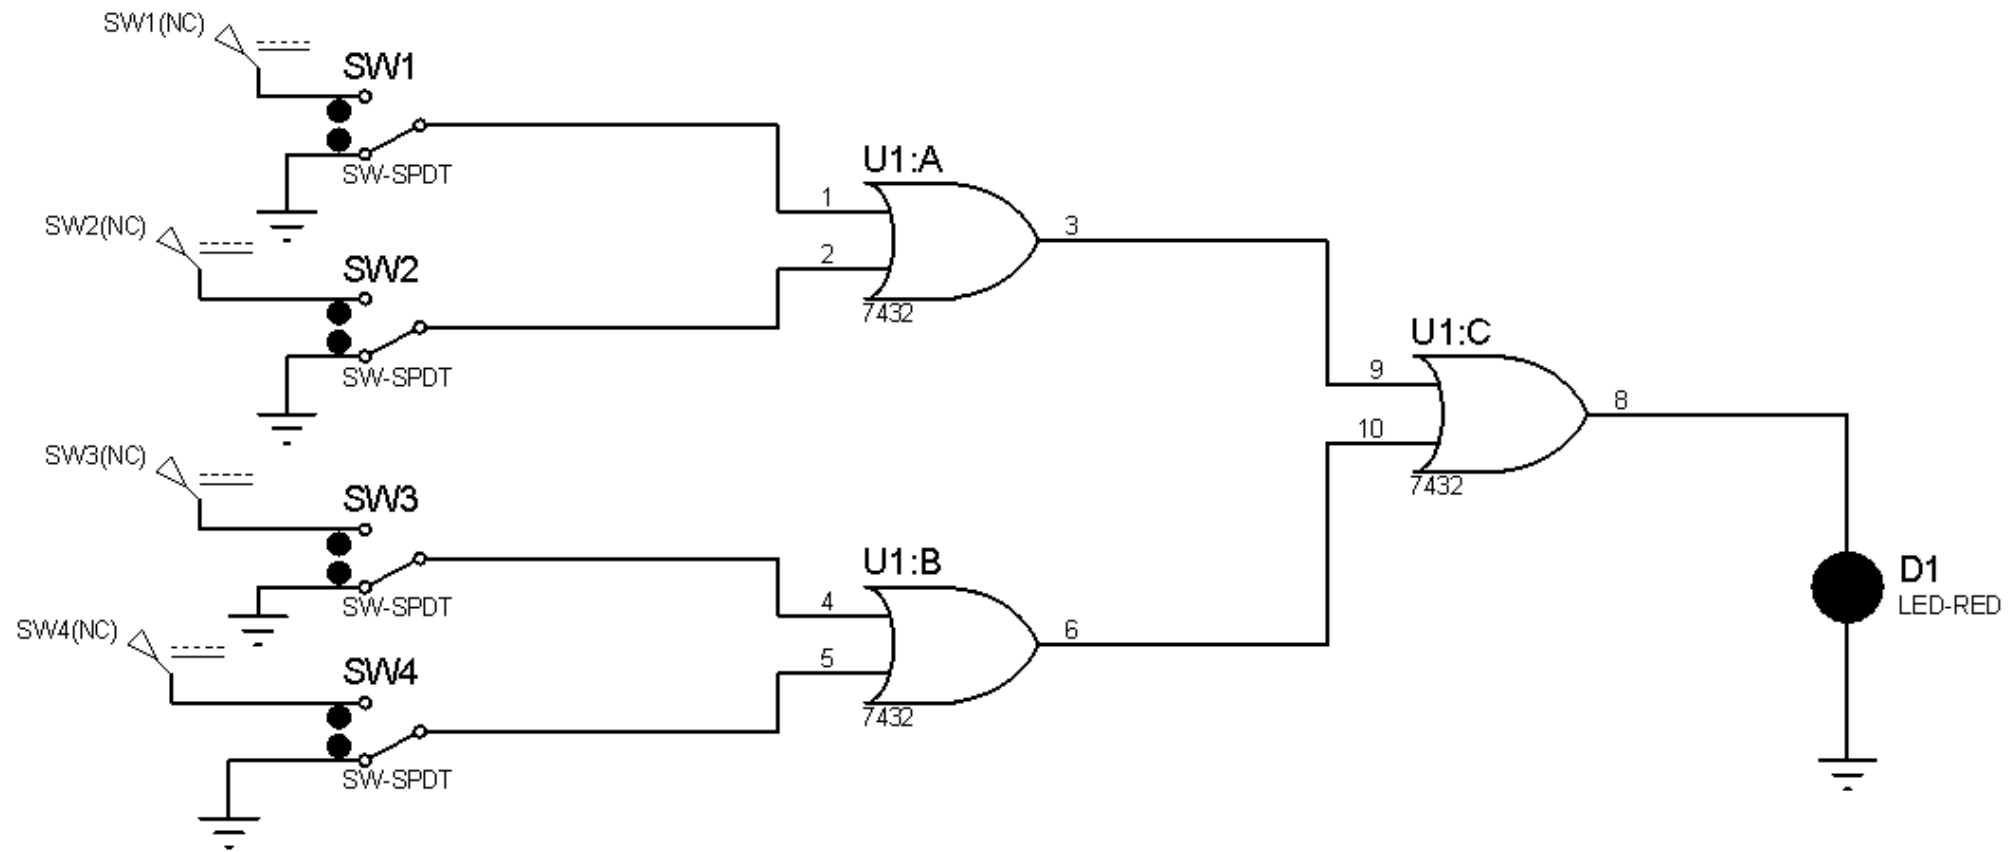 SW1(NC)
SW1
SW-SPDT
U1:A
1
3
2
7432
SW2(NC)
SW2
SW-SPDT
U1:C
9
8
10
7432
SW3(NC)
SW3
SW-SPDT
U1:B
4
6
5
7432
SW4(NC)
SW4
SW-SPDT
D1
LED-RED